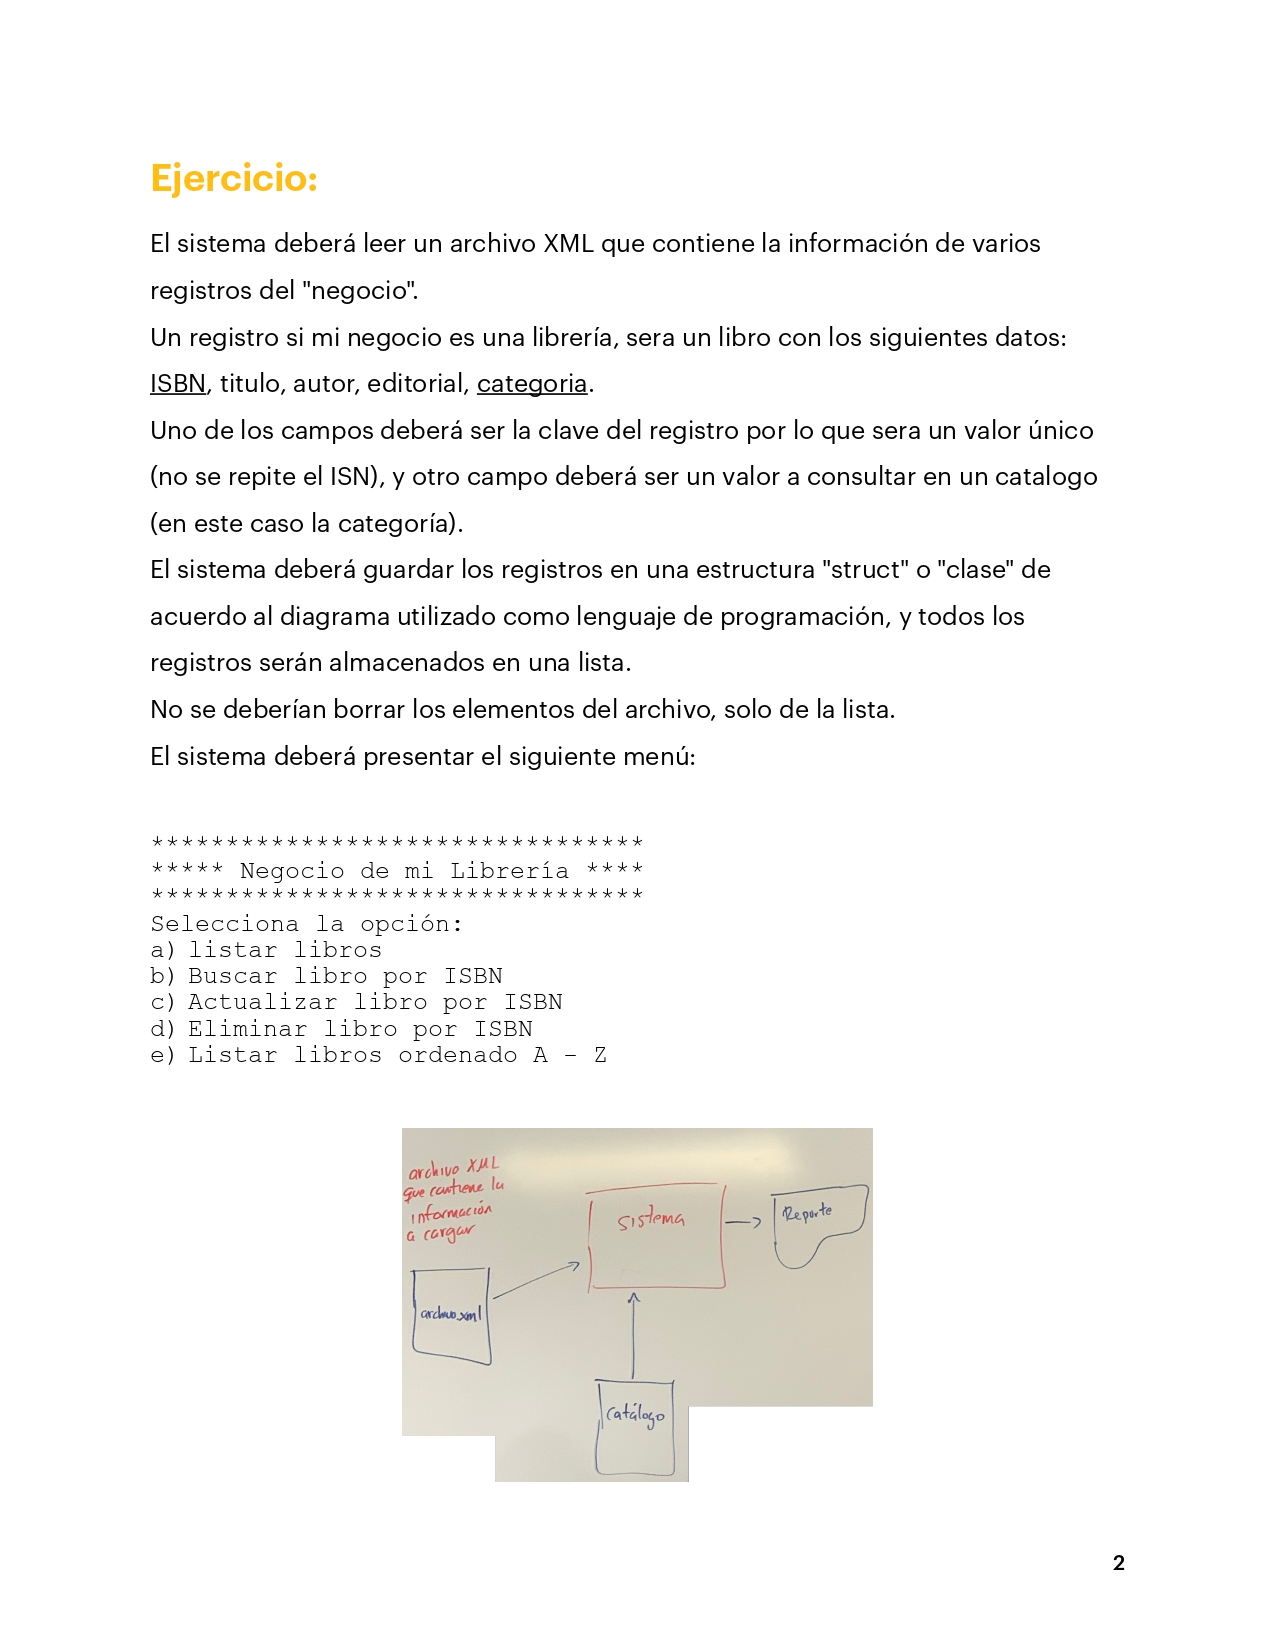 Ejercicio:
El sistema deberá leer un archivo XML que contiene la información de varios
registros del "negocio".
Un registro si mi negocio es una librería, sera un libro con los siguientes datos:
ISBN, titulo, autor, editorial, categoria.
Uno de los campos deberá ser la clave del registro por lo que sera un valor único
(no se repite el ISN), y otro campo deberá ser un valor a consultar en un catalogo
(en este caso la categoría).
El sistema deberá guardar los registros en una estructura "struct" o "clase" de
acuerdo al diagrama utilizado como lenguaje de programación, y todos los
registros serán almacenados en una lista.
No se deberían borrar los elementos del archivo, solo de la lista.
El sistema deberá presentar el siguiente menú:
*********************************
***** Negocio de mi Librería ****
*********************************
Selecciona la opción:
a) listar libros
b) Buscar libro por ISBN
c) Actualizar libro por ISBN
d) Eliminar libro por ISBN
e) Listar libros ordenado A – Z
archivo XML
que contiene la
información
a cargar
sistema
Reporte
archivo.xml
Catálogo
2